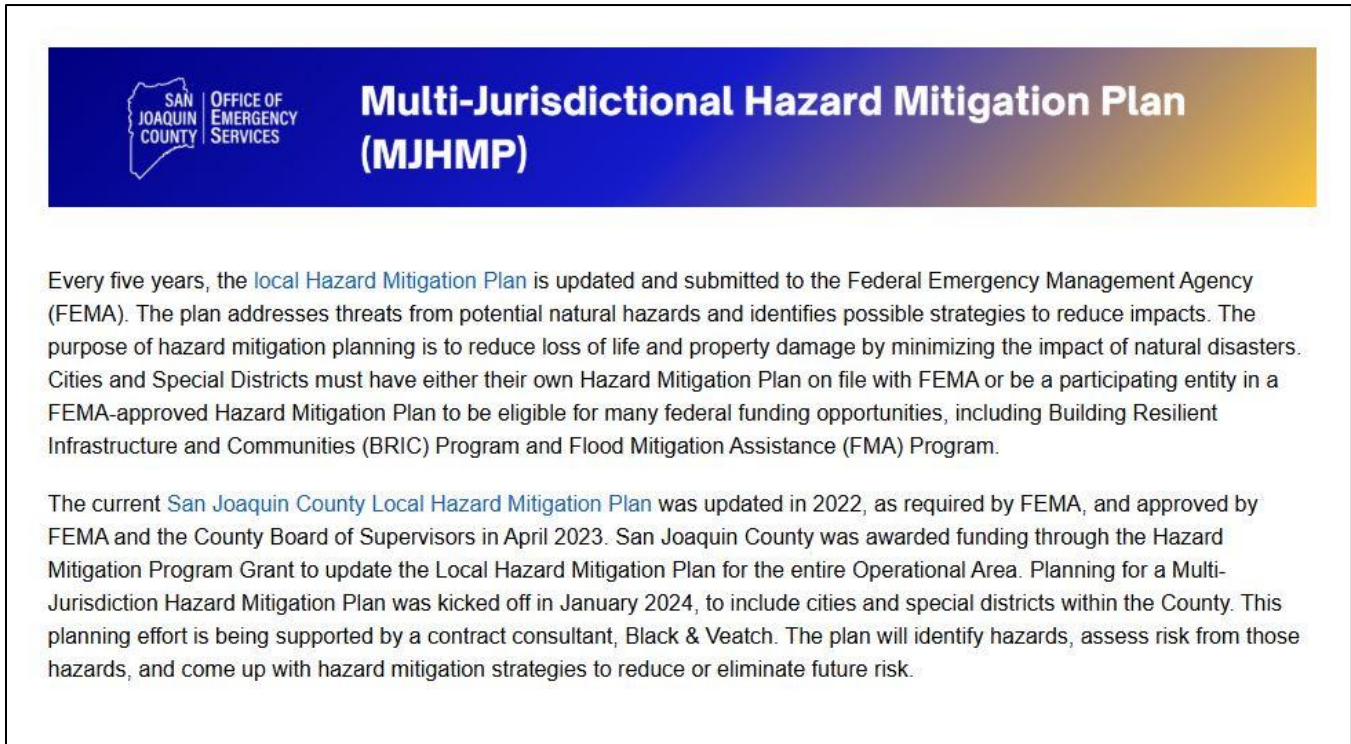 SAN JOAQUIN COUNTY
OFFICE OF EMERGENCY SERVICES
Multi-Jurisdictional Hazard Mitigation Plan
(MJHMP)
Every five years, the local Hazard Mitigation Plan is updated and submitted to the Federal Emergency Management Agency
(FEMA). The plan addresses threats from potential natural hazards and identifies possible strategies to reduce impacts. The
purpose of hazard mitigation planning is to reduce loss of life and property damage by minimizing the impact of natural disasters.
Cities and Special Districts must have either their own Hazard Mitigation Plan on file with FEMA or be a participating entity in a
FEMA-approved Hazard Mitigation Plan to be eligible for many federal funding opportunities, including Building Resilient
Infrastructure and Communities (BRIC) Program and Flood Mitigation Assistance (FMA) Program.
The current San Joaquin County Local Hazard Mitigation Plan was updated in 2022, as required by FEMA, and approved by
FEMA and the County Board of Supervisors in April 2023. San Joaquin County was awarded funding through the Hazard
Mitigation Program Grant to update the Local Hazard Mitigation Plan for the entire Operational Area. Planning for a Multi-
Jurisdiction Hazard Mitigation Plan was kicked off in January 2024, to include cities and special districts within the County. This
planning effort is being supported by a contract consultant, Black & Veatch. The plan will identify hazards, assess risk from those
hazards, and come up with hazard mitigation strategies to reduce or eliminate future risk.